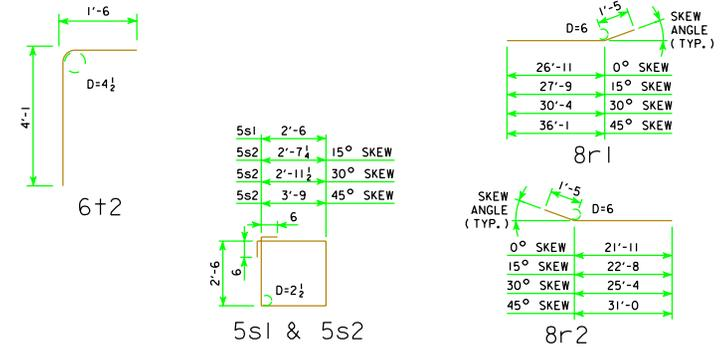 1'-6
4'-1
D=4½
6t2
5s1 2'-6
5s2 2'-7¼ 15° SKEW
5s2 2'-11½ 30° SKEW
5s2 3'-9 45° SKEW
6
2'-6
6
D=2½
5s1 & 5s2
1'-5
D=6
SKEW
ANGLE
(TYP.)
26'-11 0° SKEW
27'-9 15° SKEW
30'-4 30° SKEW
36'-1 45° SKEW
8r1
1'-5
SKEW
ANGLE
(TYP.)
D=6
0° SKEW 21'-11
15° SKEW 22'-8
30° SKEW 25'-4
45° SKEW 31'-0
8r2